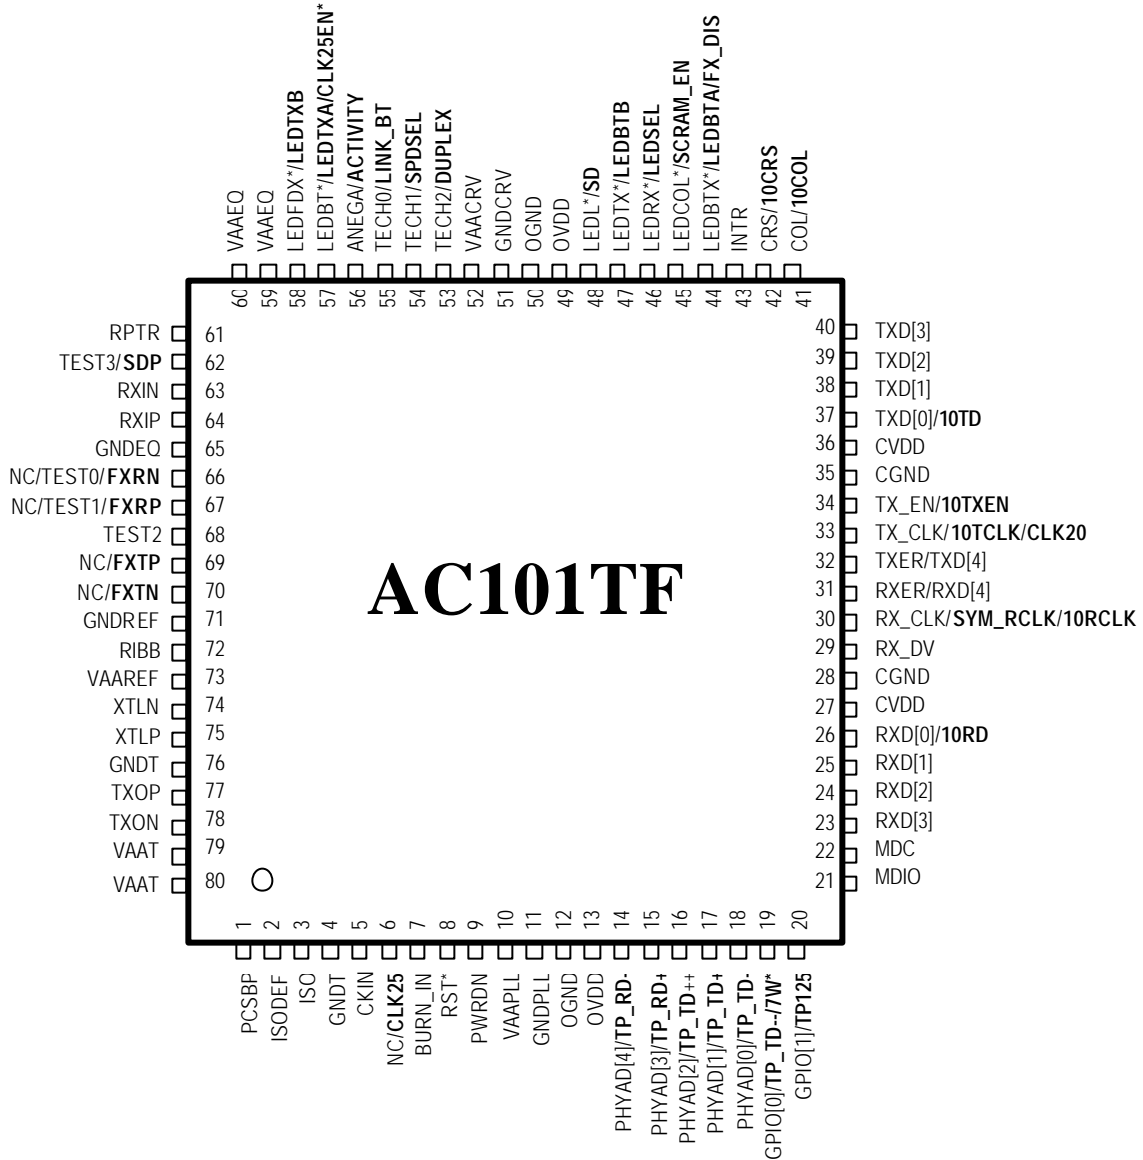 VAAEQ
VAAEQ
LEDFDX*/LEDTXB
LEDBT*/LEDTXA/CLK25EN*
ANEGA/ACTIVITY
TECH0/LINK_BT
TECH1/SPDSEL
TECH2/DUPLEX
VAACRV
GNDCRV
OGND
OVDD
LEDL*/SD
LEDTX*/LEDBTB
LEDRX*/LEDSEL
LEDCOL*/SCRAM_EN
LEDBTX*/LEDBTA/FX_DIS
INTR
CRS/10CRS
COL/10COL
60
59
58
57
56
55
54
53
52
51
50
49
48
47
46
45
44
43
42
41
RPTR 61
TEST3/SDP 62
RXIN 63
RXIP 64
GNDEQ 65
NC/TEST0/FXRN 66
NC/TEST1/FXRP 67
TEST2 68
NC/FXTP 69
NC/FXTN 70
GNDREF 71
RIBB 72
VAAREF 73
XTLN 74
XTLP 75
GNDT 76
TXOP 77
TXON 78
VAAT 79
VAAT 80
AC101TF
40 TXD[3]
39 TXD[2]
38 TXD[1]
37 TXD[0]/10TD
36 CVDD
35 CGND
34 TX_EN/10TXEN
33 TX_CLK/10TCLK/CLK20
32 TXER/TXD[4]
31 RXER/RXD[4]
30 RX_CLK/SYM_RCLK/10RCLK
29 RX_DV
28 CGND
27 CVDD
26 RXD[0]/10RD
25 RXD[1]
24 RXD[2]
23 RXD[3]
22 MDC
21 MDIO
1
2
3
4
5
6
7
8
9
10
11
12
13
14
15
16
17
18
19
20
PCSBP
ISODEF
ISO
GNDT
CKIN
NC/CLK25
BURN_IN
RST*
PWRDN
VAAPLL
GNDPLL
OGND
OVDD
PHYAD[4]/TP_RD-
PHYAD[3]/TP_RD+
PHYAD[2]/TP_TD++
PHYAD[1]/TP_TD+
PHYAD[0]/TP_TD-
GPIO[0]/TP_TD--/7W*
GPIO[1]/TP125